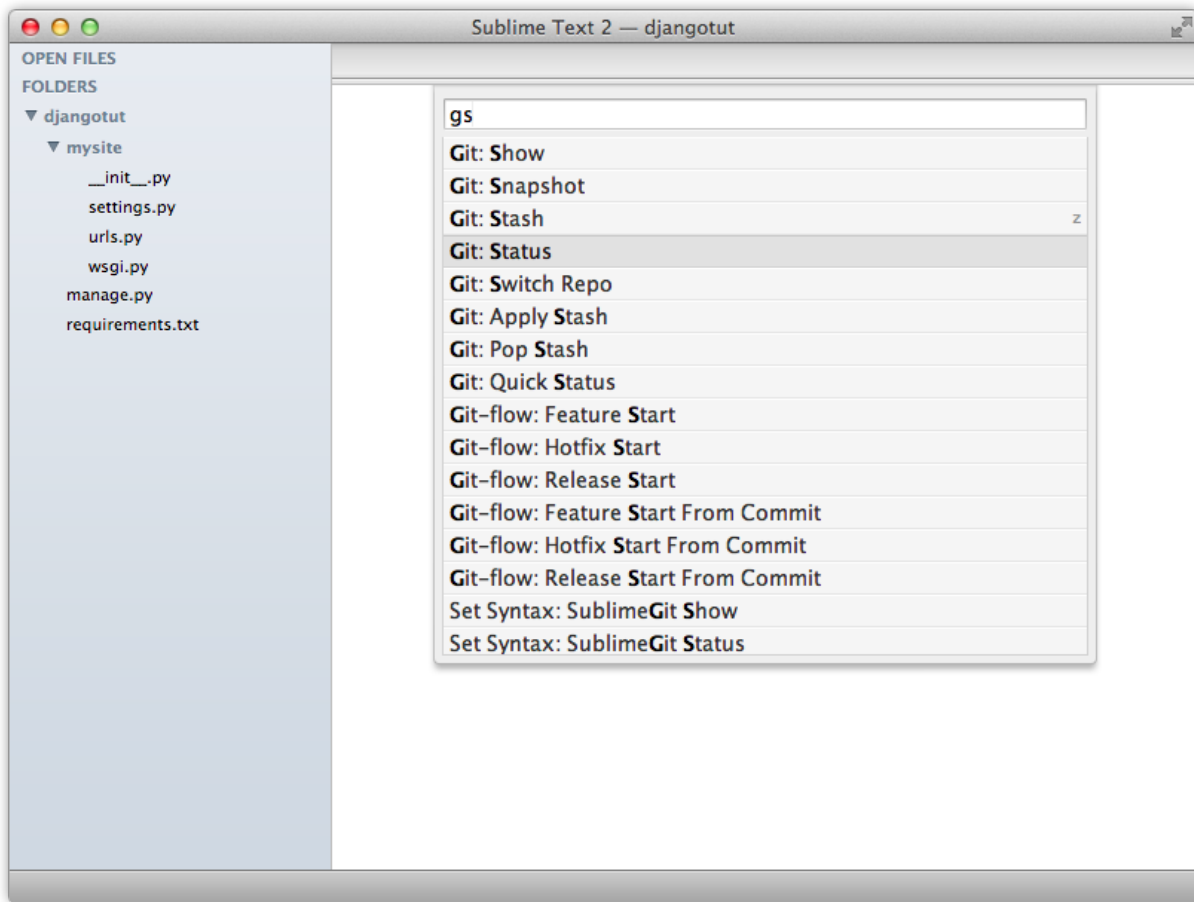 Sublime Text 2 — djangotut
OPEN FILES
FOLDERS
djangotut
mysite
__init__.py
settings.py
urls.py
wsgi.py
manage.py
requirements.txt
gs
Git: Show
Git: Snapshot
Git: Stash z
Git: Status
Git: Switch Repo
Git: Apply Stash
Git: Pop Stash
Git: Quick Status
Git-flow: Feature Start
Git-flow: Hotfix Start
Git-flow: Release Start
Git-flow: Feature Start From Commit
Git-flow: Hotfix Start From Commit
Git-flow: Release Start From Commit
Set Syntax: SublimeGit Show
Set Syntax: SublimeGit Status